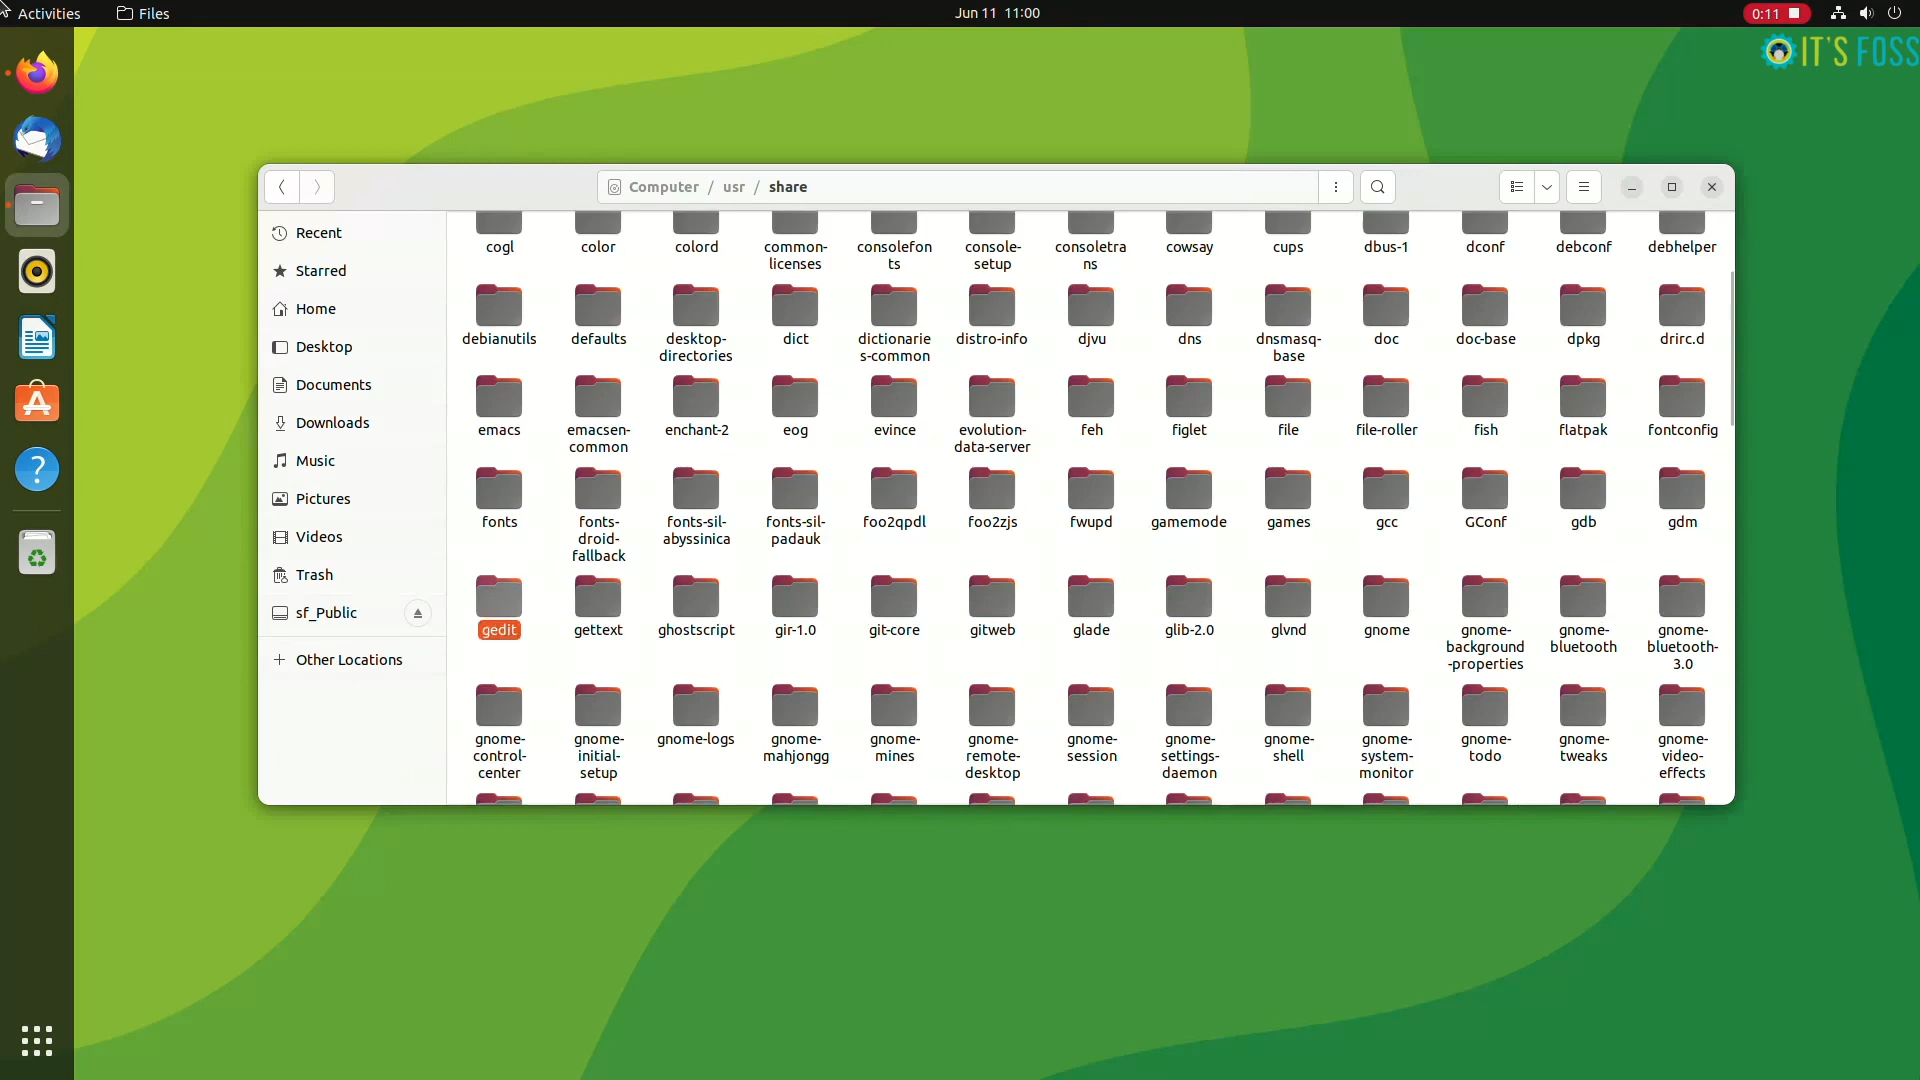 Activities
Files
Jun 11 11:00
0:11
IT'S FOSS
Computer / usr / share
Recent
Starred
Home
Desktop
Documents
Downloads
Music
Pictures
Videos
Trash
sf_Public
Other Locations
cogl
color
colord
common-
licenses
consolefon
ts
console-
setup
consoletra
ns
cowsay
cups
dbus-1
dconf
debconf
debhelper
debianutils
defaults
desktop-
directories
dict
dictionarie
s-common
distro-info
djvu
dns
dnsmasq-
base
doc
doc-base
dpkg
drirc.d
emacs
emacsen-
common
enchant-2
eog
evince
evolution-
data-server
feh
figlet
file
file-roller
fish
flatpak
fontconfig
fonts
fonts-
droid-
fallback
fonts-sil-
abyssinica
fonts-sil-
padauk
foo2qpdl
foo2zjs
fwupd
gamemode
games
gcc
GConf
gdb
gdm
gedit
gettext
ghostscript
gir-1.0
git-core
gitweb
glade
glib-2.0
glvnd
gnome
gnome-
background
-properties
gnome-
bluetooth
gnome-
bluetooth-
3.0
gnome-
control-
center
gnome-
initial-
setup
gnome-logs
gnome-
mahjongg
gnome-
mines
gnome-
remote-
desktop
gnome-
session
gnome-
settings-
daemon
gnome-
shell
gnome-
system-
monitor
gnome-
todo
gnome-
tweaks
gnome-
video-
effects